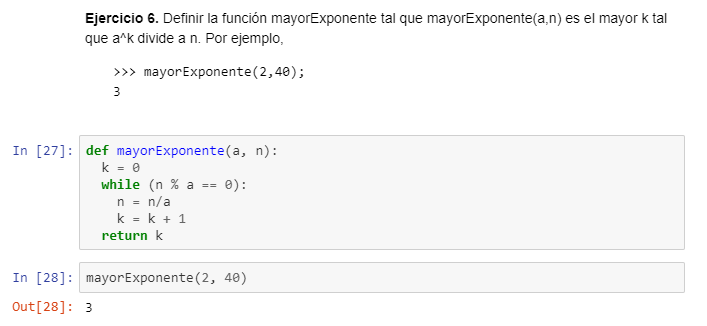 Ejercicio 6. Definir la función mayorExponente tal que mayorExponente(a,n) es el mayor k tal
que a^k divide a n. Por ejemplo,
>>> mayorExponente(2,40);
3
In [27]: def mayorExponente(a, n):
  k = 0
  while (n % a == 0):
    n = n/a
    k = k + 1
  return k
In [28]: mayorExponente(2, 40)
Out[28]: 3